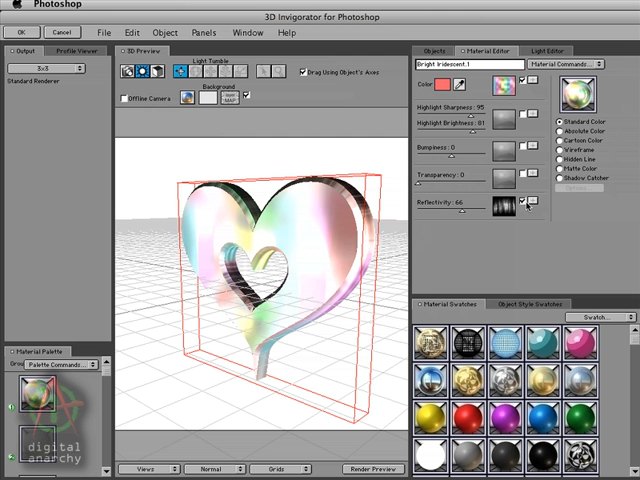 Photoshop
3D Invigorator for Photoshop
OK
Cancel
File
Edit
Object
Panels
Window
Help
Output
Profile Viewer
3x3
Standard Renderer
3D Preview
Light Tumble
Drag Using Object's Axes
Background
Offline Camera
layer MAP
Objects
Material Editor
Light Editor
Bright Iridescent.1
Material Commands...
Color
Highlight Sharpness: 95
Highlight Brightness: 81
Bumpiness: 0
Transparency: 0
Reflectivity: 66
Standard Color
Absolute Color
Cartoon Color
Wireframe
Hidden Line
Matte Color
Shadow Catcher
Material Swatches
Object Style Swatches
Swatch...
Material Palette
Grou
Palette Commands...
digital
anarchy
Views
Normal
Grids
Render Preview